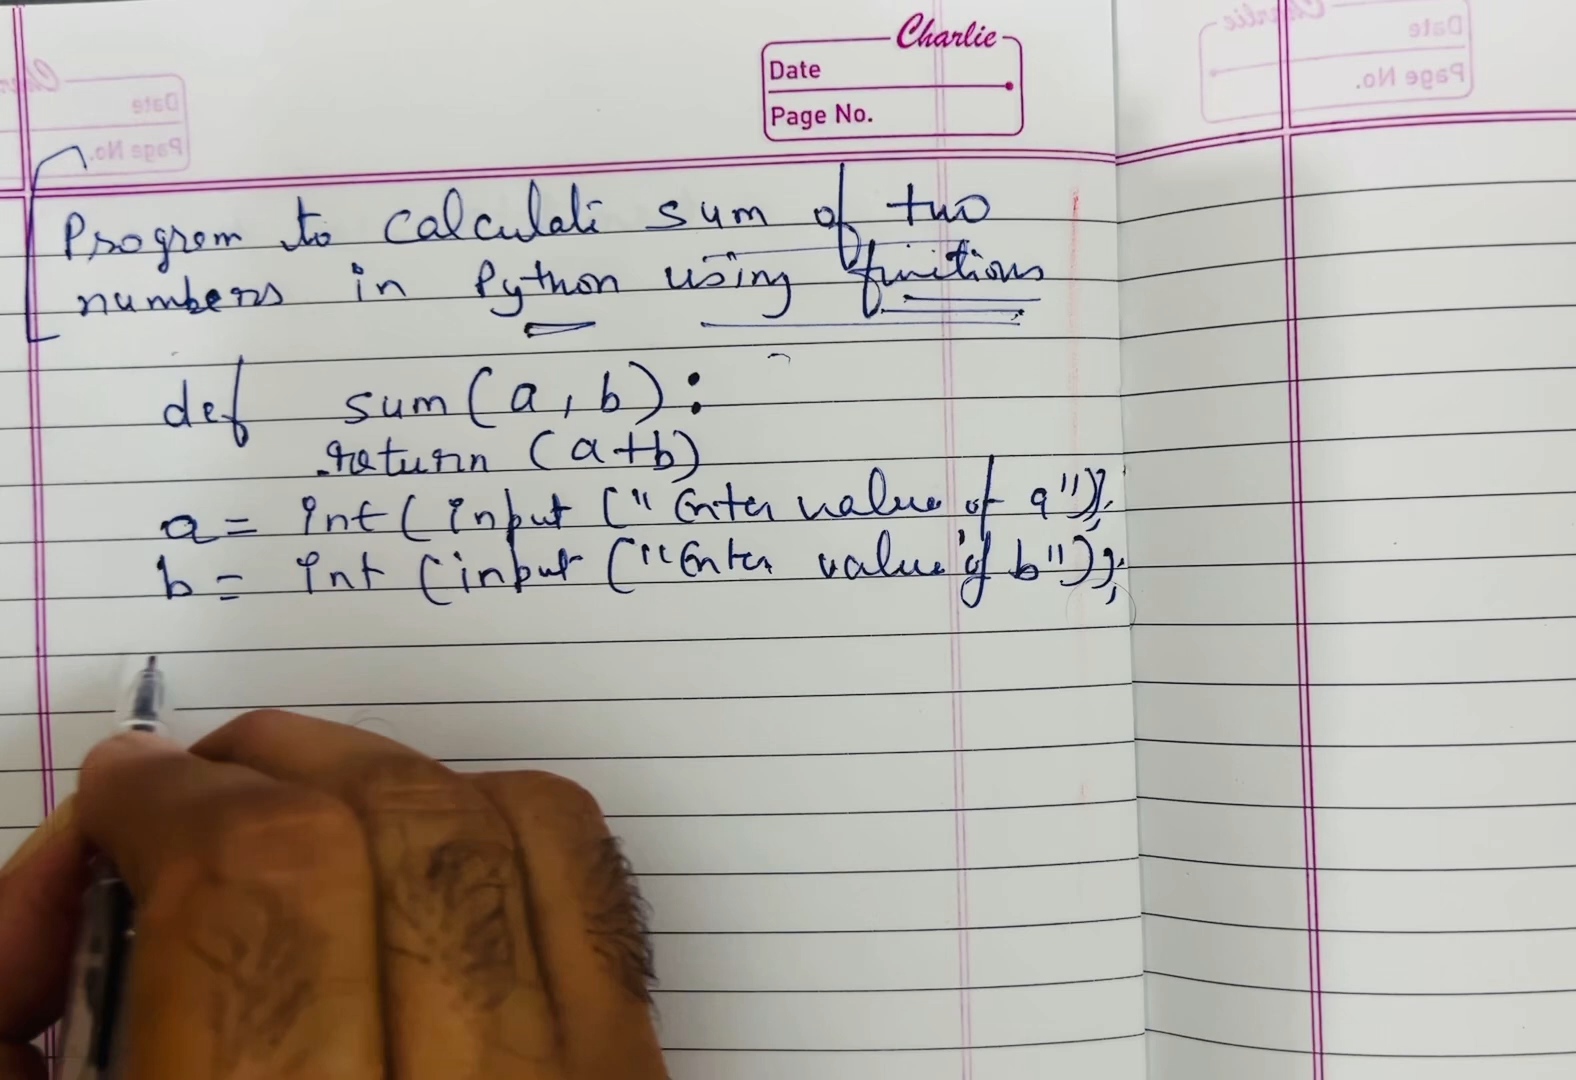 Charlie
Date
Page No.
Program to calculate sum of two
numbers in Python using functions
def sum(a, b):
return (a+b)
a = int( input ("Enter value of a"));
b = int (input ("Enter value of b"));